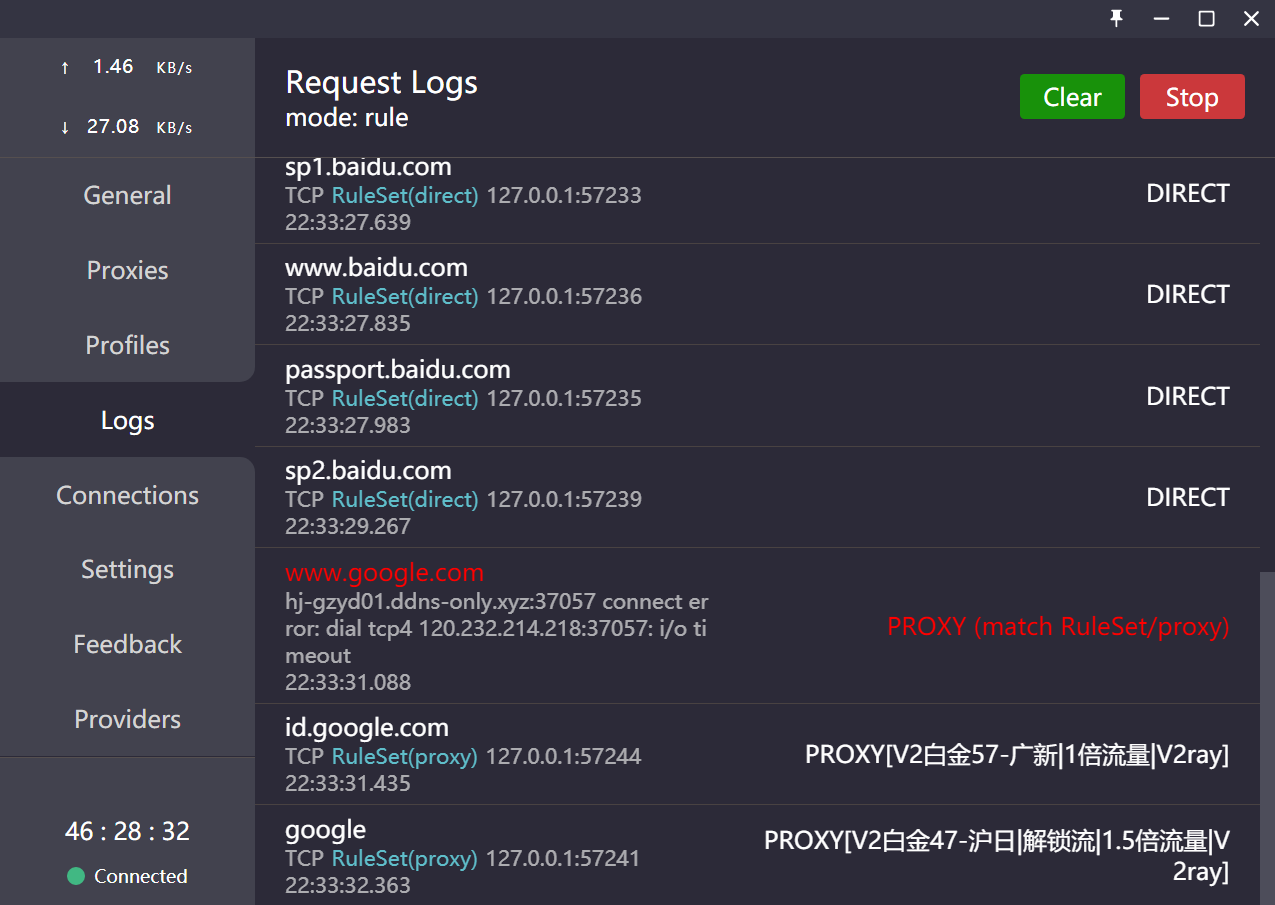 ↑ 1.46 KB/s
↓ 27.08 KB/s
General
Proxies
Profiles
Logs
Connections
Settings
Feedback
Providers
46 : 28 : 32
Connected
Request Logs
mode: rule
Clear
Stop
sp1.baidu.com
TCP RuleSet(direct) 127.0.0.1:57233
22:33:27.639
DIRECT
www.baidu.com
TCP RuleSet(direct) 127.0.0.1:57236
22:33:27.835
DIRECT
passport.baidu.com
TCP RuleSet(direct) 127.0.0.1:57235
22:33:27.983
DIRECT
sp2.baidu.com
TCP RuleSet(direct) 127.0.0.1:57239
22:33:29.267
DIRECT
www.google.com
hj-gzyd01.ddns-only.xyz:37057 connect er
ror: dial tcp4 120.232.214.218:37057: i/o ti
meout
22:33:31.088
PROXY (match RuleSet/proxy)
id.google.com
TCP RuleSet(proxy) 127.0.0.1:57244
22:33:31.435
PROXY[V2白金57-广新|1倍流量|V2ray]
google
TCP RuleSet(proxy) 127.0.0.1:57241
22:33:32.363
PROXY[V2白金47-沪日|解锁流|1.5倍流量|V
2ray]